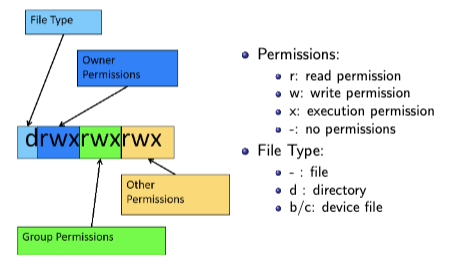 File Type
Owner
Permissions
drwxrwxrwx
Other
Permissions
Group Permissions
Permissions:
r: read permission
w: write permission
x: execution permission
-: no permissions
File Type:
- : file
d : directory
b/c: device file